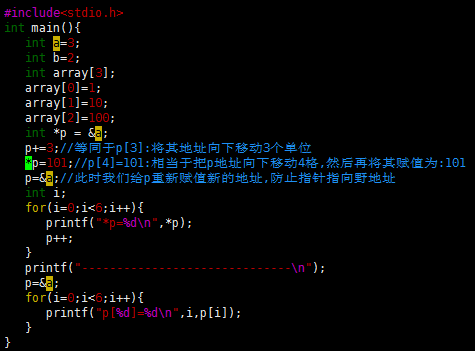 #include<stdio.h>
int main(){
int a=3;
int b=2;
int array[3];
array[0]=1;
array[1]=10;
array[2]=100;
int *p = &a;
p+=3;//等同于p[3]:将其地址向下移动3个单位
*p=101;//p[4]=101:相当于把p地址向下移动4格,然后再将其赋值为:101
p=&a;//此时我们给p重新赋值新的地址,防止指针指向野地址
int i;
for(i=0;i<6;i++){
printf("*p=%d\n",*p);
p++;
}
printf("------------------------------\n");
p=&a;
for(i=0;i<6;i++){
printf("p[%d]=%d\n",i,p[i]);
}
}